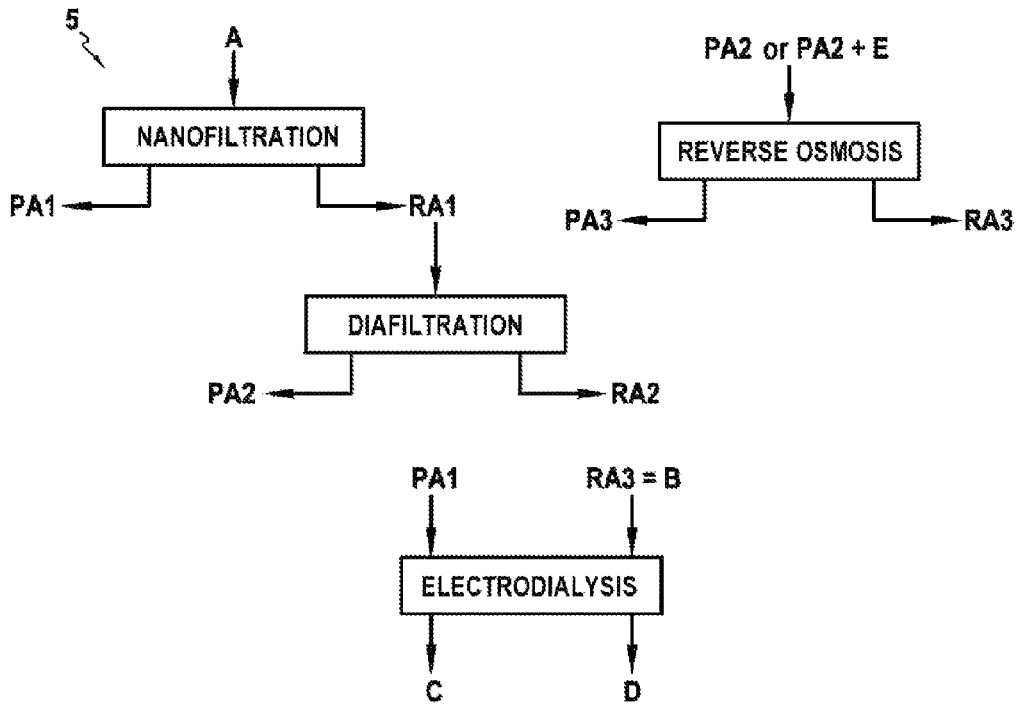 5
A
NANOFILTRATION
PA1
RA1
DIAFILTRATION
PA2
RA2
PA2 or PA2 + E
REVERSE OSMOSIS
PA3
RA3
PA1
RA3 = B
ELECTRODIALYSIS
C
D